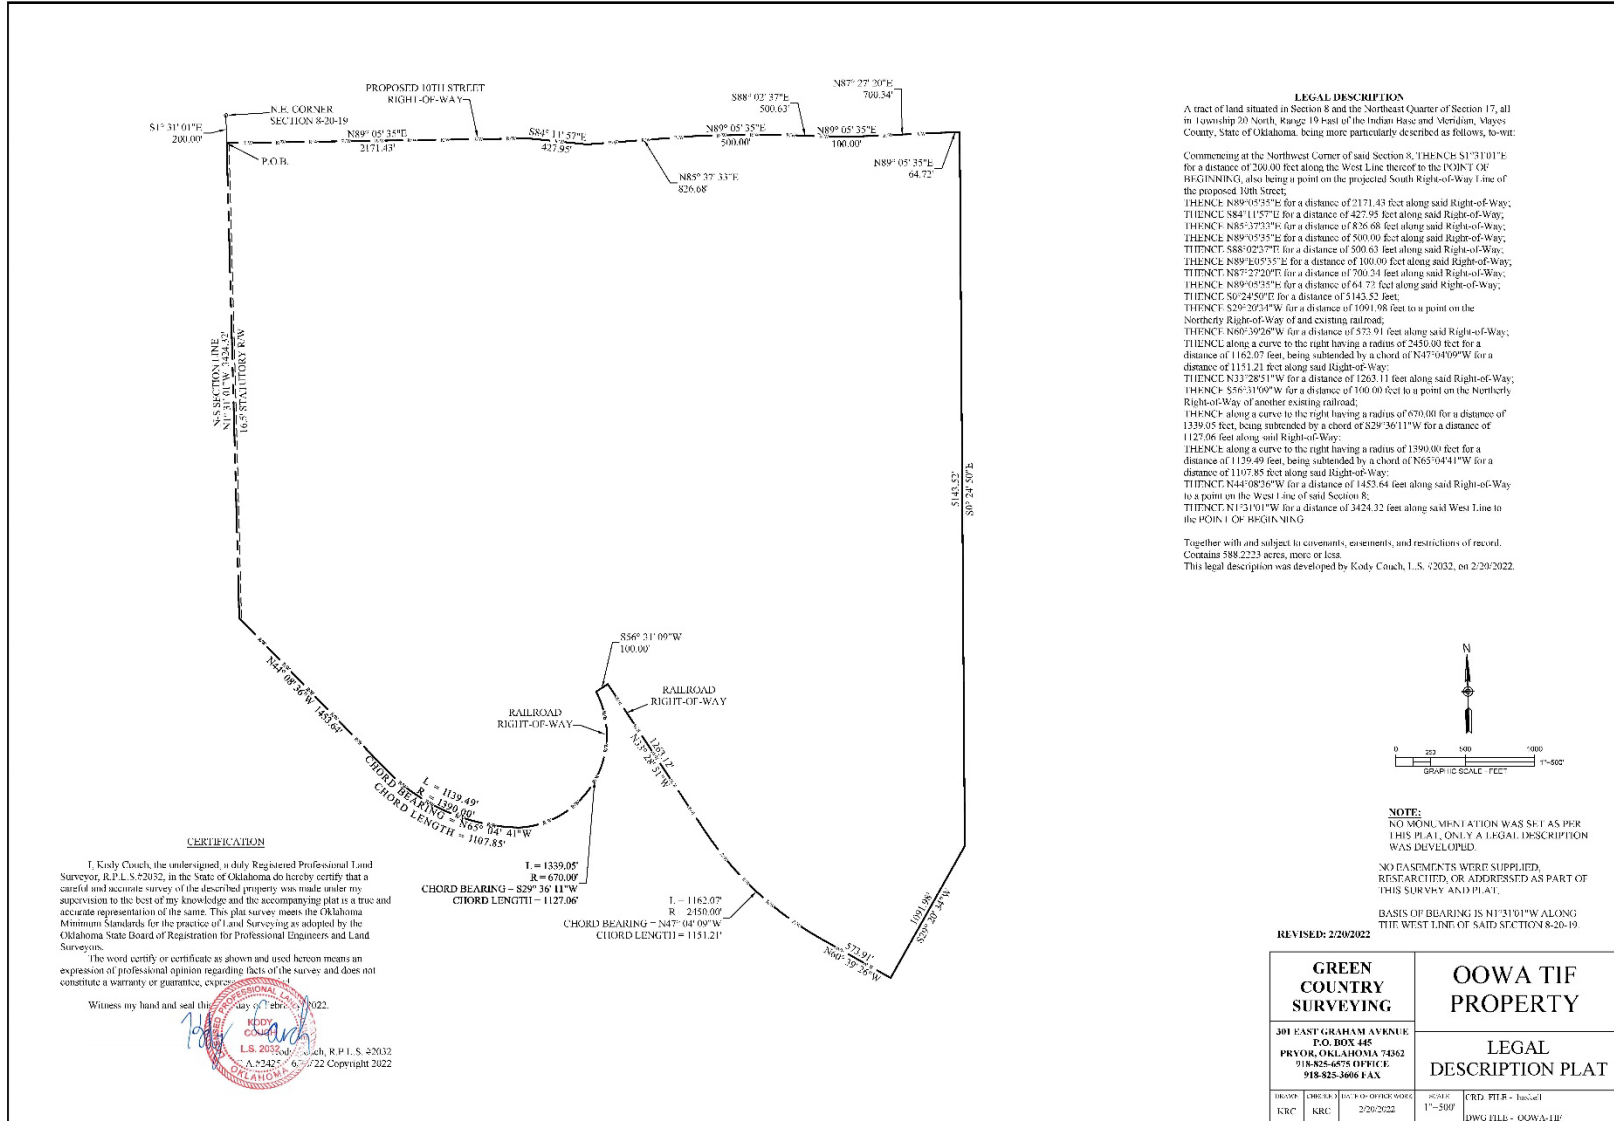 N.E. CORNER
SECTION 8-20-19
S1° 31' 01"E
200.00'
P.O.B.
PROPOSED 10TH STREET
RIGHT-OF-WAY
N89° 05' 35"E
2171.43'
S84° 11' 57"E
427.95'
N85° 37' 33"E
826.68'
S88° 02' 37"E
500.63'
N89° 05' 35"E
500.00'
N89° 05' 35"E
100.00'
N87° 27' 20"E
700.34'
N89° 05' 35"E
64.72'
N-S SECTION LINE
N1° 31' 01"W 3424.32'
16.5' STATUTORY R/W
5143.52'
S0° 24' 50"E
S56° 31' 09"W
100.00'
RAILROAD
RIGHT-OF-WAY
RAILROAD
RIGHT-OF-WAY
1263.12'
N33° 28' 51"W
N44° 08' 36"W 1453.64'
L = 1139.49'
R = 1390.00'
CHORD BEARING = N65° 04' 41"W
CHORD LENGTH = 1107.85'
L = 1339.05'
R = 670.00'
CHORD BEARING = S29° 36' 11"W
CHORD LENGTH = 1127.06'
L = 1162.07'
R = 2450.00'
CHORD BEARING = N47° 04' 09"W
CHORD LENGTH = 1151.21'
573.91'
N60° 39' 26"W
1091.98'
S29° 20' 34"W
LEGAL DESCRIPTION
A tract of land situated in Section 8 and the Northeast Quarter of Section 17, all
in Township 20 North, Range 19 East of the Indian Base and Meridian, Mayes
County, State of Oklahoma, being more particularly described as follows, to-wit:
Commencing at the Northwest Corner of said Section 8, THENCE S1°31'01"E
for a distance of 200.00 feet along the West Line thereof to the POINT OF
BEGINNING, also being a point on the projected South Right-of-Way Line of
the proposed 10th Street;
THENCE N89°05'35"E for a distance of 2171.43 feet along said Right-of-Way;
THENCE S84°11'57"E for a distance of 427.95 feet along said Right-of-Way;
THENCE N85°37'33"E for a distance of 826.68 feet along said Right-of-Way;
THENCE N89°05'35"E for a distance of 500.00 feet along said Right-of-Way;
THENCE S88°02'37"E for a distance of 500.63 feet along said Right-of-Way;
THENCE N89°E05'35"E for a distance of 100.00 feet along said Right-of-Way;
THENCE N87°27'20"E for a distance of 700.34 feet along said Right-of-Way;
THENCE N89°05'35"E for a distance of 64.72 feet along said Right-of-Way;
THENCE S0°24'50"E for a distance of 5143.52 feet;
THENCE S29°20'34"W for a distance of 1091.98 feet to a point on the
Northerly Right-of-Way of and existing railroad;
THENCE N60°39'26"W for a distance of 573.91 feet along said Right-of-Way;
THENCE along a curve to the right having a radius of 2450.00 feet for a
distance of 1162.07 feet, being subtended by a chord of N47°04'09"W for a
distance of 1151.21 feet along said Right-of-Way;
THENCE N33°28'51"W for a distance of 1263.11 feet along said Right-of-Way;
THENCE S56°31'09"W for a distance of 100.00 feet to a point on the Northerly
Right-of-Way of another existing railroad;
THENCE along a curve to the right having a radius of 670.00 for a distance of
1339.05 feet, being subtended by a chord of S29°36'11"W for a distance of
1127.06 feet along said Right-of-Way;
THENCE along a curve to the right having a radius of 1390.00 feet for a
distance of 1139.49 feet, being subtended by a chord of N65°04'41"W for a
distance of 1107.85 feet along said Right-of-Way;
THENCE N44°08'36"W for a distance of 1453.64 feet along said Right-of-Way
to a point on the West Line of said Section 8;
THENCE N1°31'01"W for a distance of 3424.32 feet along said West Line to
the POINT OF BEGINNING
Together with and subject to covenants, easements, and restrictions of record.
Contains 588.2223 acres, more or less.
This legal description was developed by Kody Couch, L.S. #2032, on 2/20/2022.
N
0 250 500 1000
1"=500'
GRAPHIC SCALE - FEET
NOTE:
NO MONUMENTATION WAS SET AS PER
THIS PLAT, ONLY A LEGAL DESCRIPTION
WAS DEVELOPED.
NO EASEMENTS WERE SUPPLIED,
RESEARCHED, OR ADDRESSED AS PART OF
THIS SURVEY AND PLAT.
BASIS OF BEARING IS N1°31'01"W ALONG
THE WEST LINE OF SAID SECTION 8-20-19.
REVISED: 2/20/2022
CERTIFICATION
I, Kody Couch, the undersigned, a duly Registered Professional Land
Surveyor, R.P.L.S.#2032, in the State of Oklahoma do hereby certify that a
careful and accurate survey of the described property was made under my
supervision to the best of my knowledge and the accompanying plat is a true and
accurate representation of the same. This plat survey meets the Oklahoma
Minimum Standards for the practice of Land Surveying as adopted by the
Oklahoma State Board of Registration for Professional Engineers and Land
Surveyors.
The word certify or certificate as shown and used hereon means an
expression of professional opinion regarding facts of the survey and does not
constitute a warranty or guarantee,
Witness my hand and seal this day of 2022.
PROFESSIONAL LAND
KODY
COUCH
L.S. 2032
OKLAHOMA
R.P.L.S. #2032
Copyright 2022
GREEN
COUNTRY
SURVEYING
301 EAST GRAHAM AVENUE
P.O. BOX 445
PRYOR, OKLAHOMA 74362
918-825-6575 OFFICE
918-825-3606 FAX
OOWA TIF
PROPERTY
LEGAL
DESCRIPTION PLAT
DRAWN
KRC
CHECKED
KRC
DATE OF OFFICE WORK
2/20/2022
SCALE
1"=500'
CRD. FILE - haskell
DWG FILE - OOWA-TIF